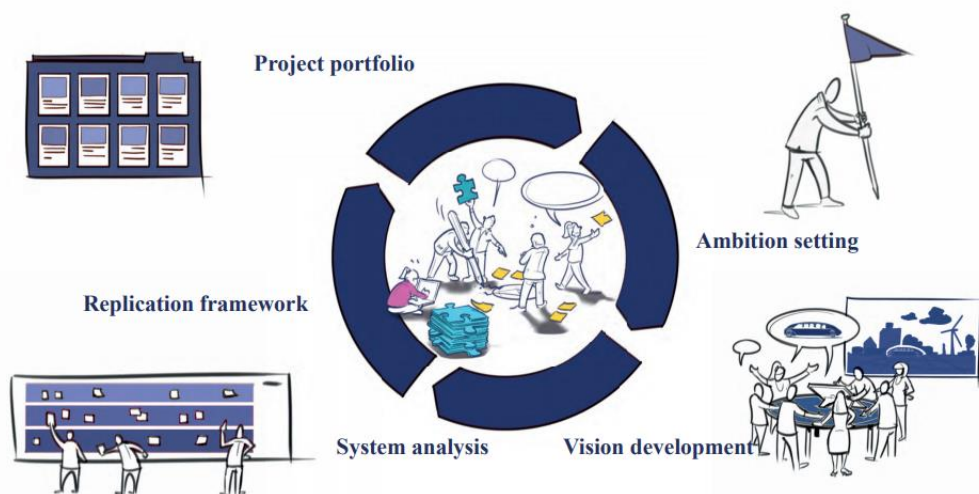 Project portfolio
Ambition setting
Replication framework
System analysis
Vision development